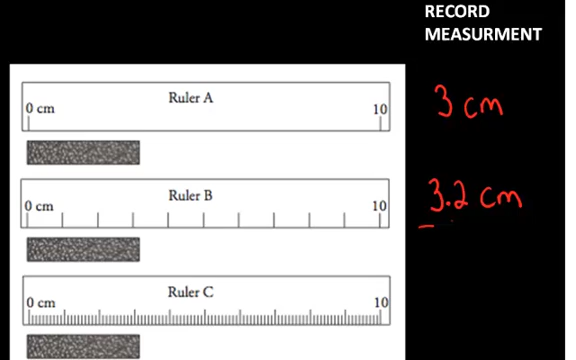 RECORD
MEASURMENT
Ruler A
0 cm
10
3 cm
Ruler B
0 cm
10
3.2 cm
Ruler C
0 cm
10